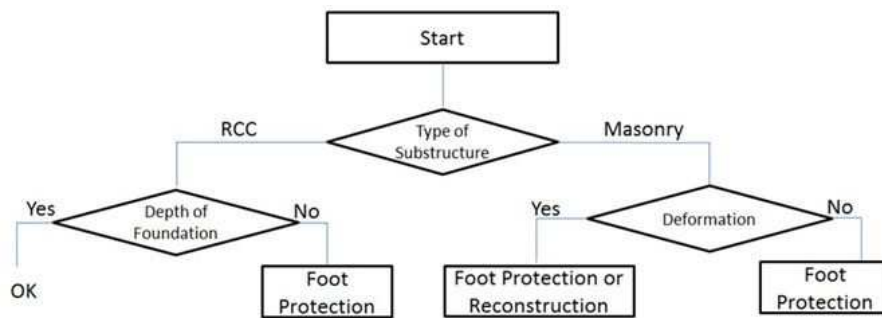 Start
RCC
Type of
Substructure
Masonry
Yes
Depth of
Foundation
No
Yes
Deformation
No
OK
Foot
Protection
Foot Protection or
Reconstruction
Foot
Protection